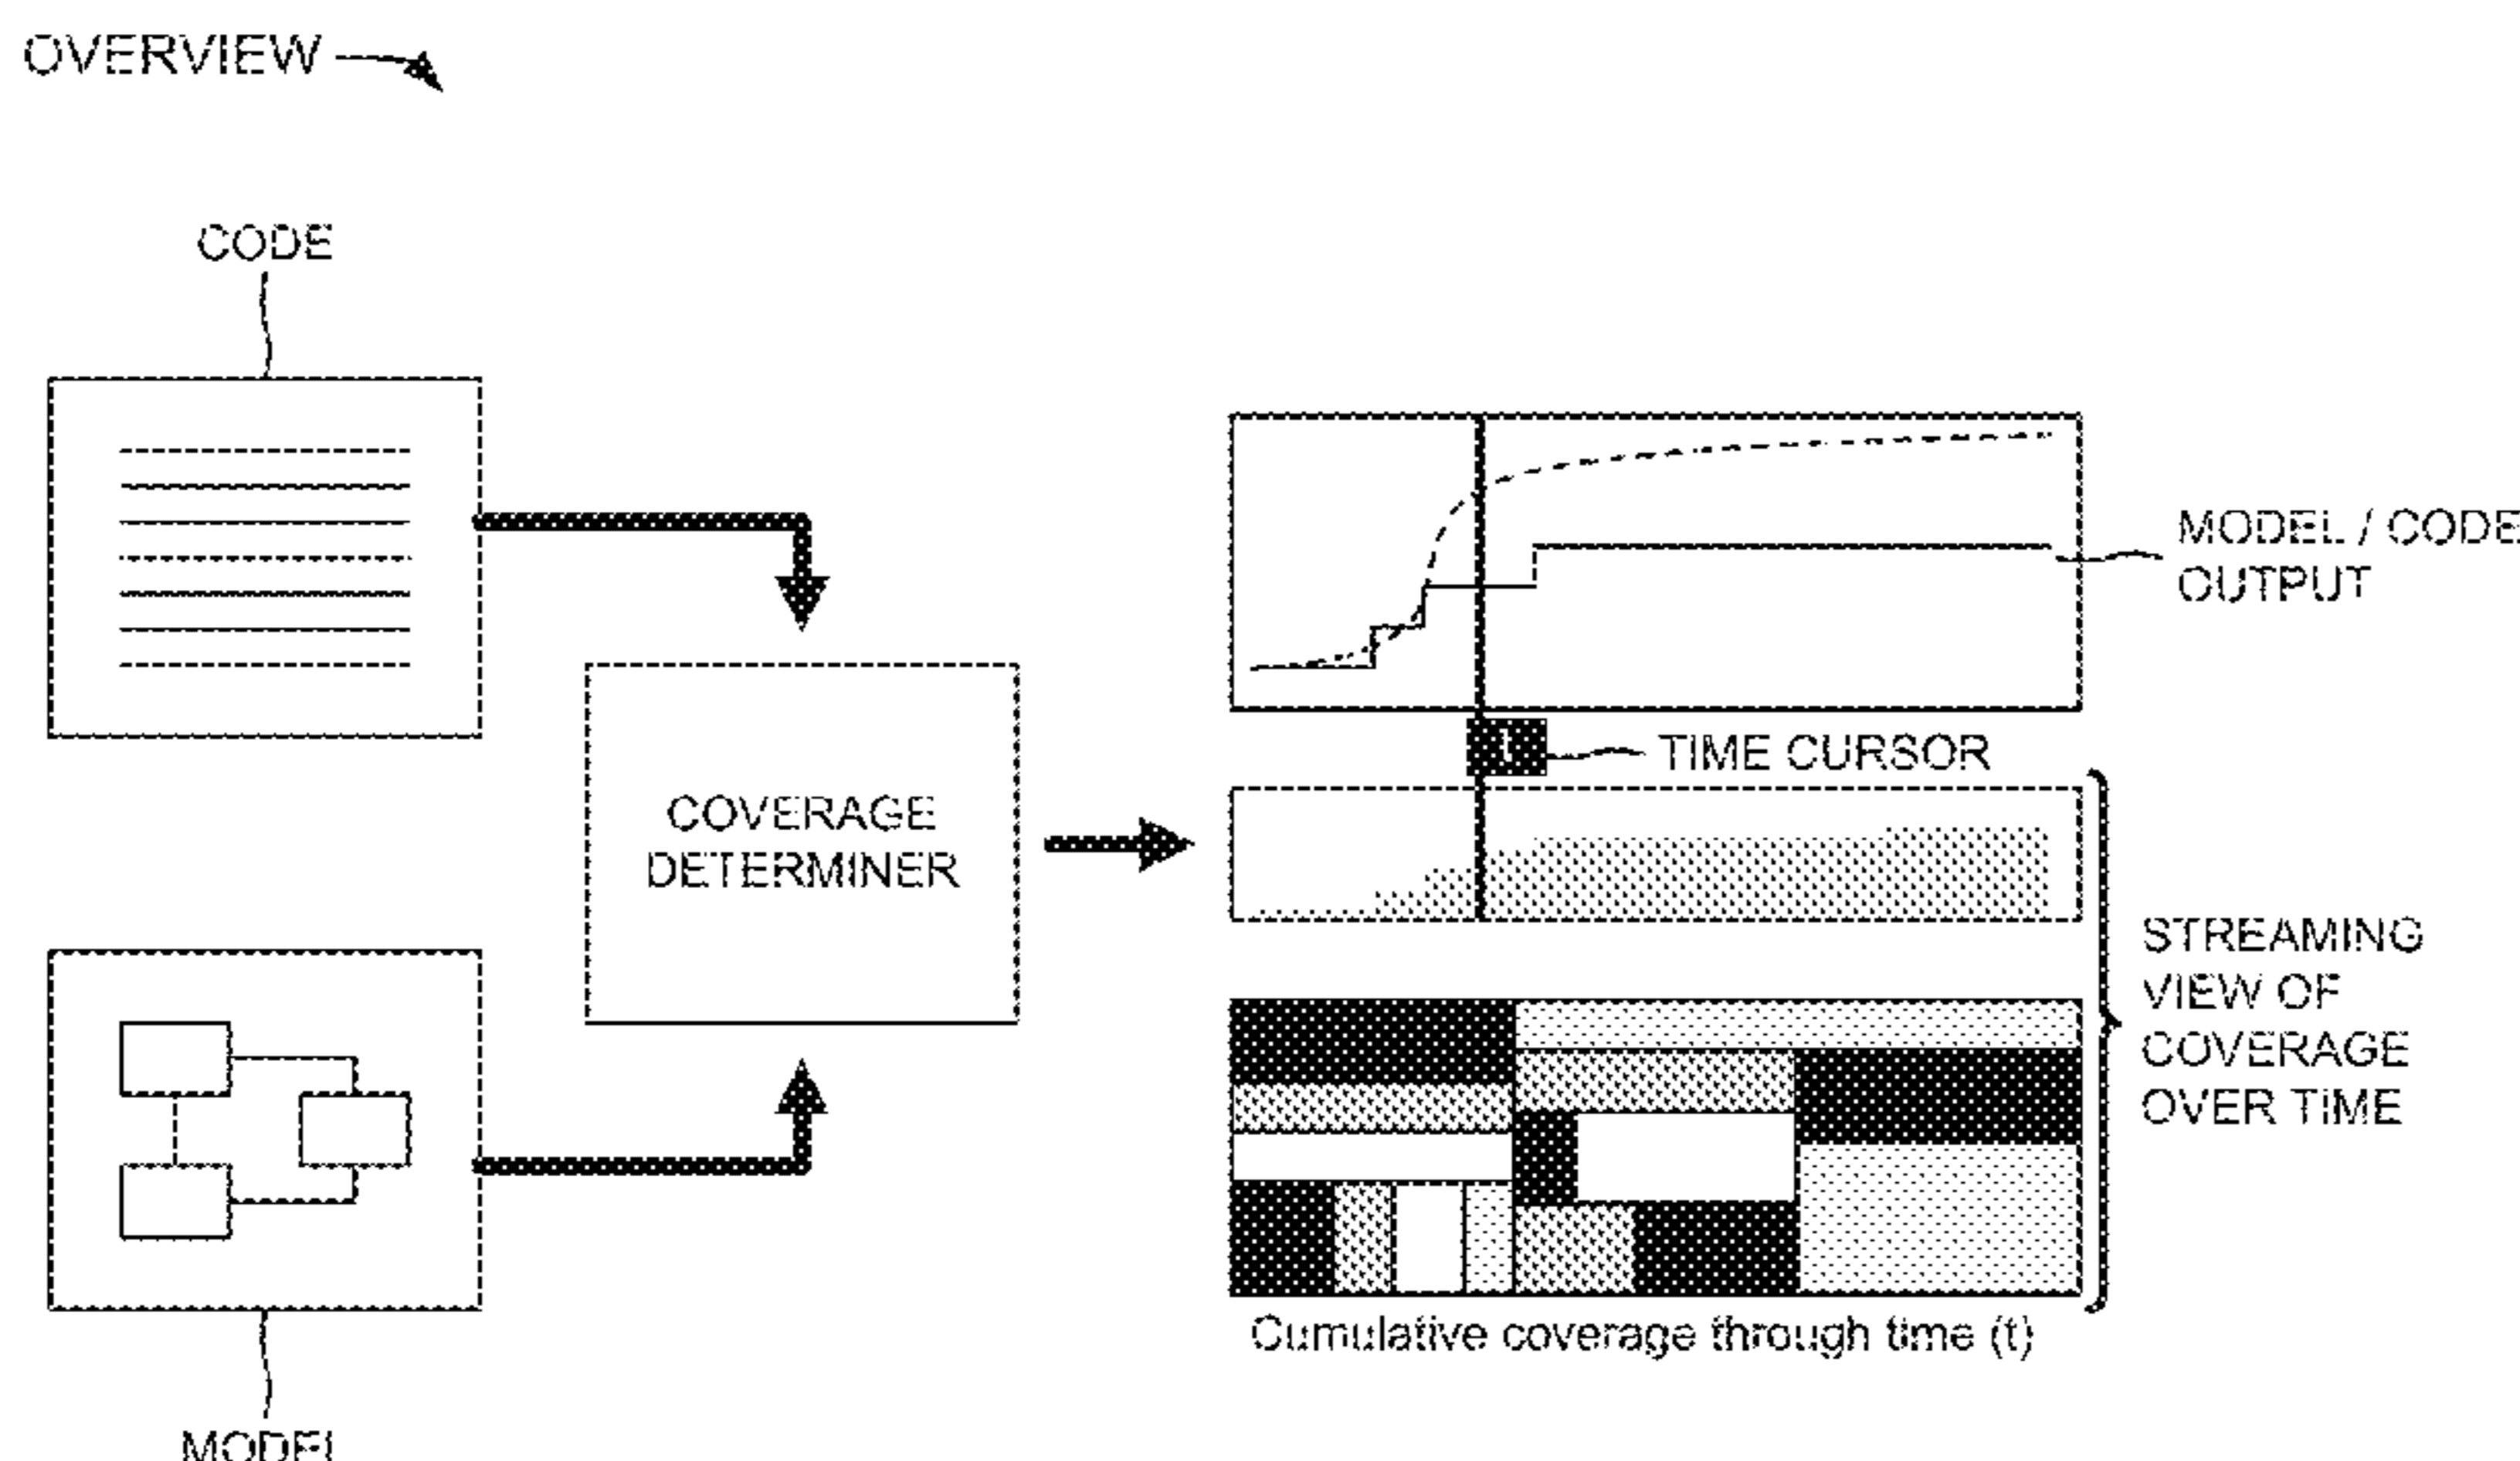 OVERVIEW
CODE
MODEL / CODE
OUTPUT
t
TIME CURSOR
COVERAGE
DETERMINER
STREAMING
VIEW OF
COVERAGE
OVER TIME
Cumulative coverage through time (t)
MODEL